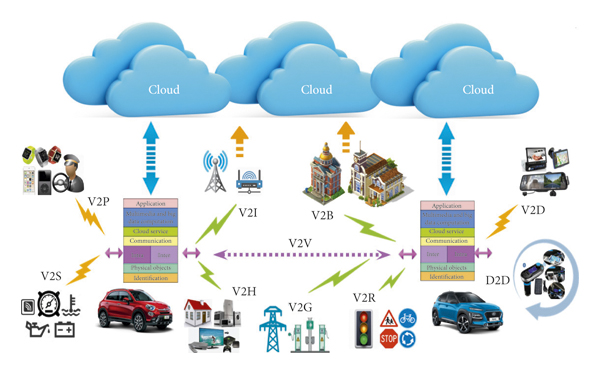 Cloud
Cloud
Cloud
V2P
V2I
V2B
V2D
Application
Cloud service
Communication
Physical objects
Identification
Application
Cloud service
Communication
Physical objects
Identification
V2V
V2S
V2H
V2G
V2R
D2D
STOP